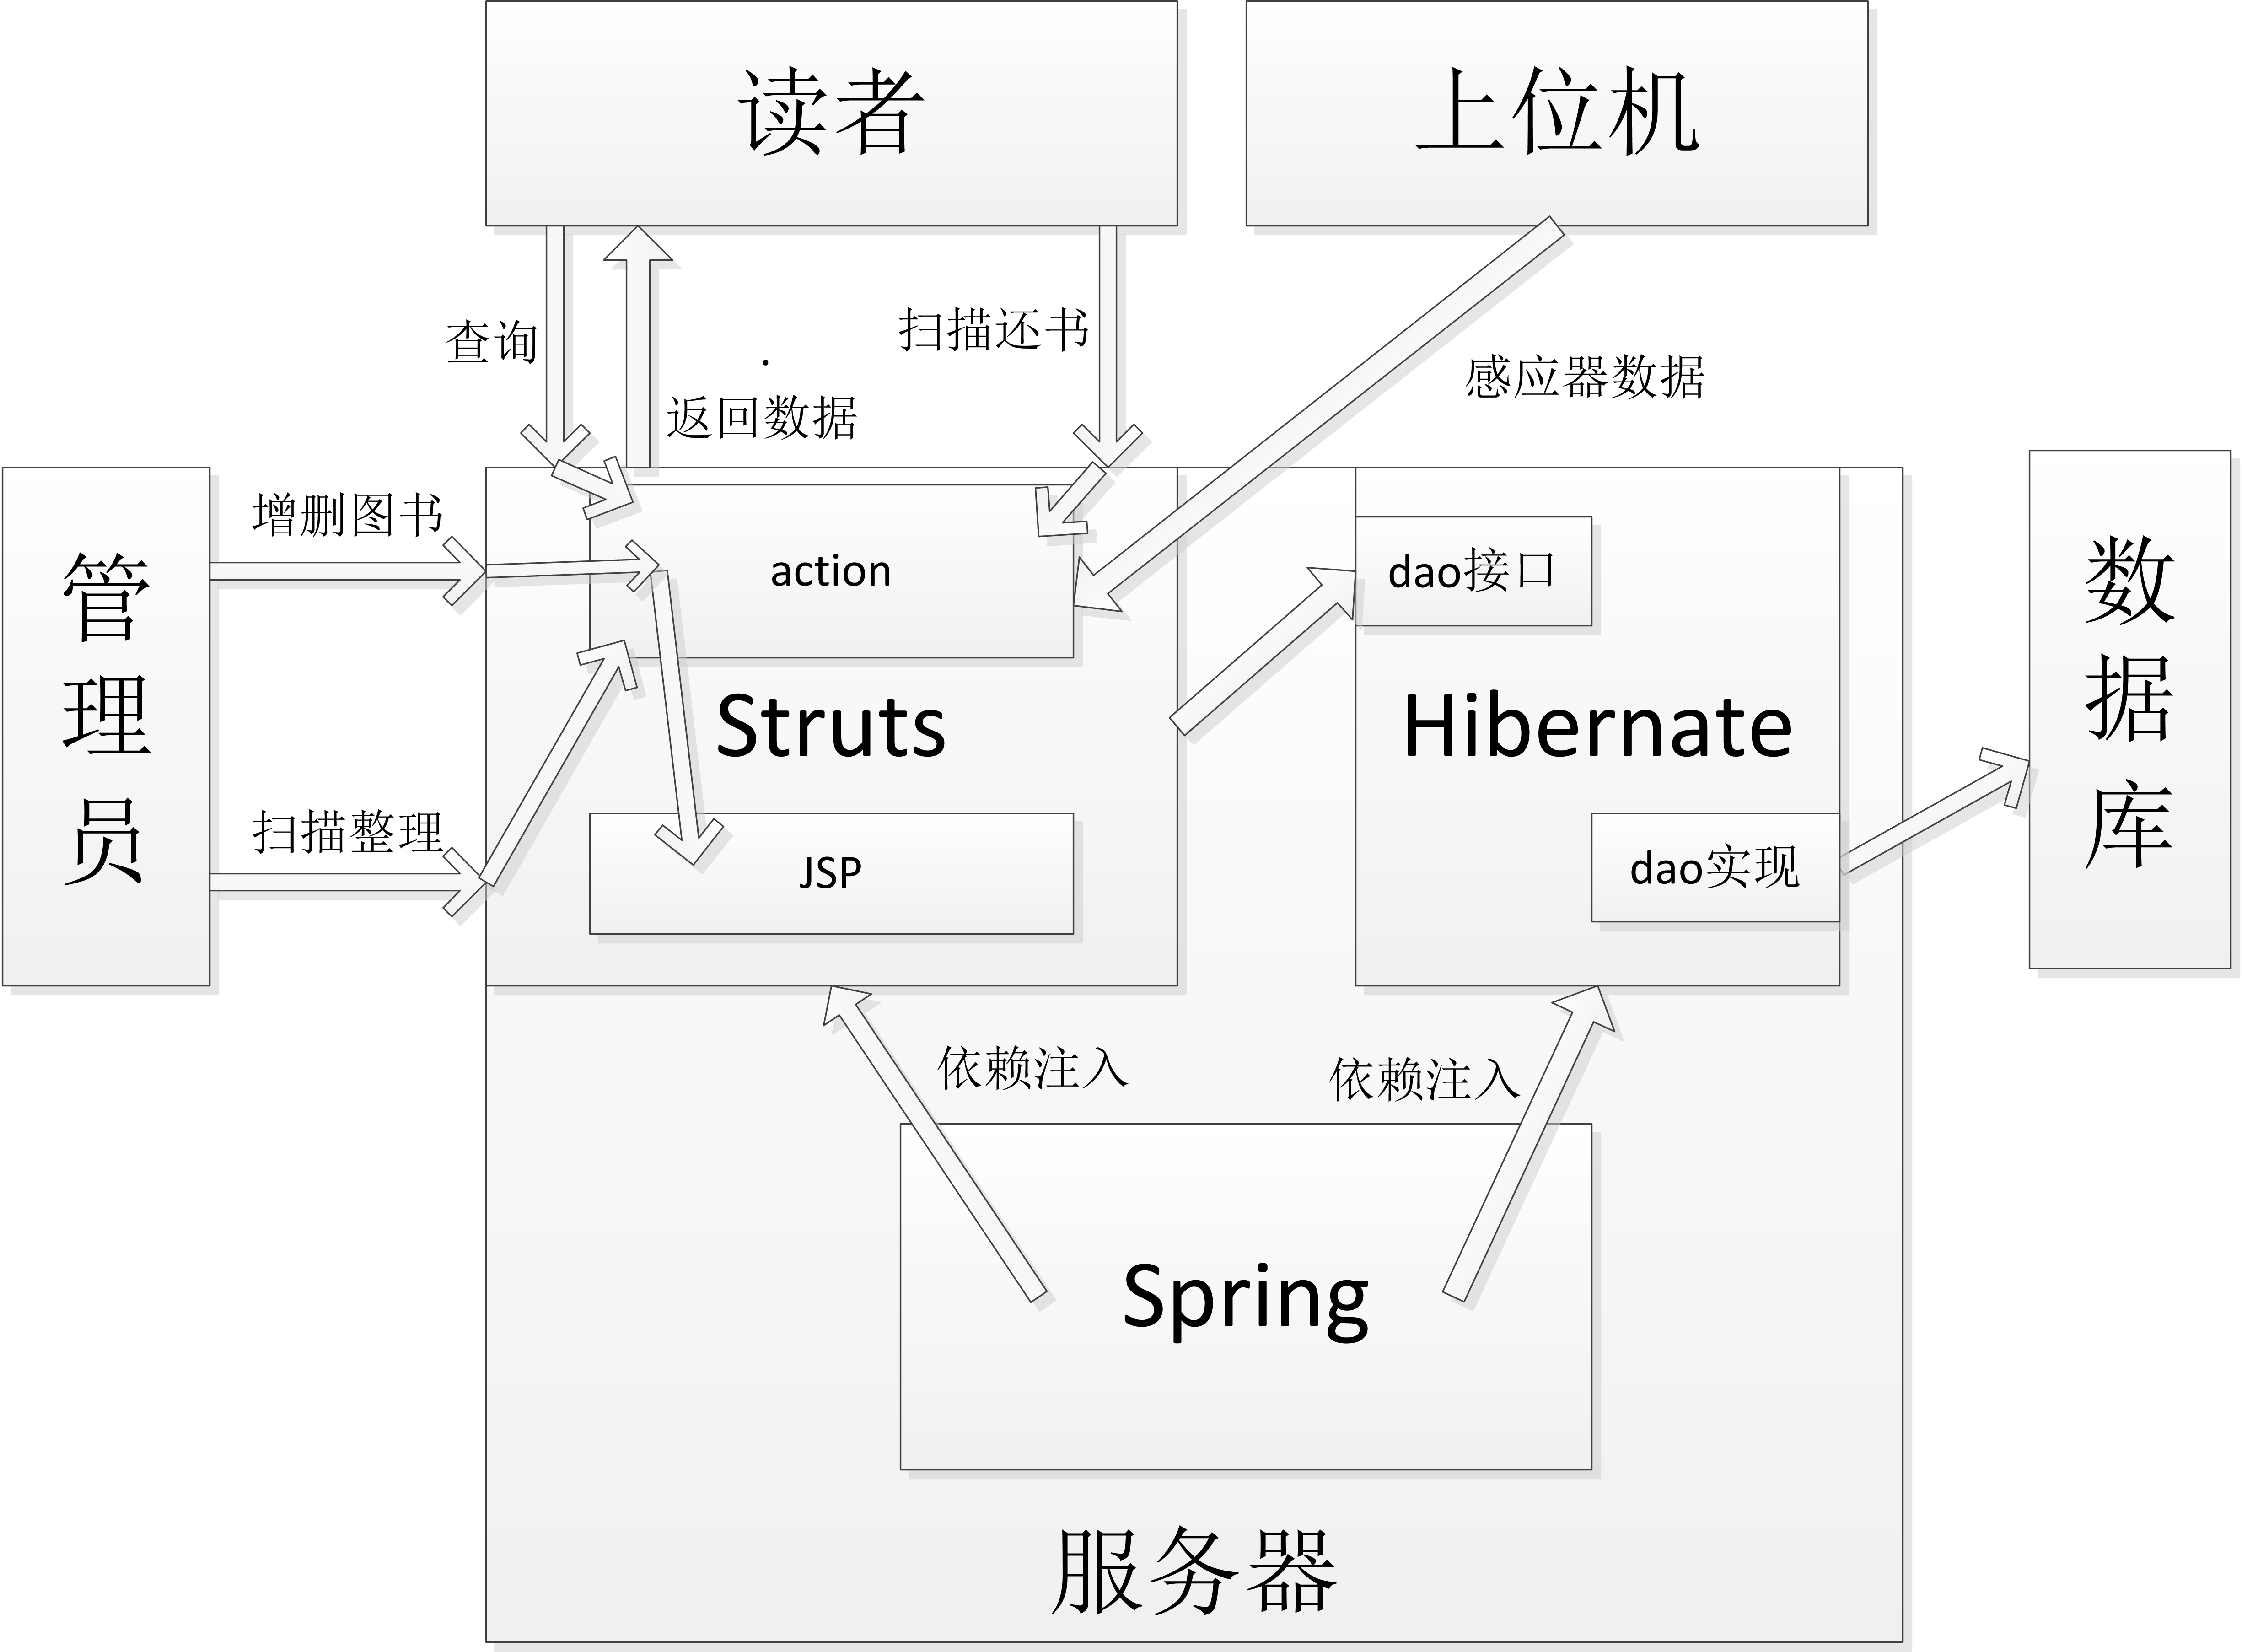 读者
上位机
查询
扫描还书
.
返回数据
感应器数据
增删图书
管理员
action
dao接口
数据库
Struts
Hibernate
扫描整理
JSP
dao实现
依赖注入
依赖注入
Spring
服务器